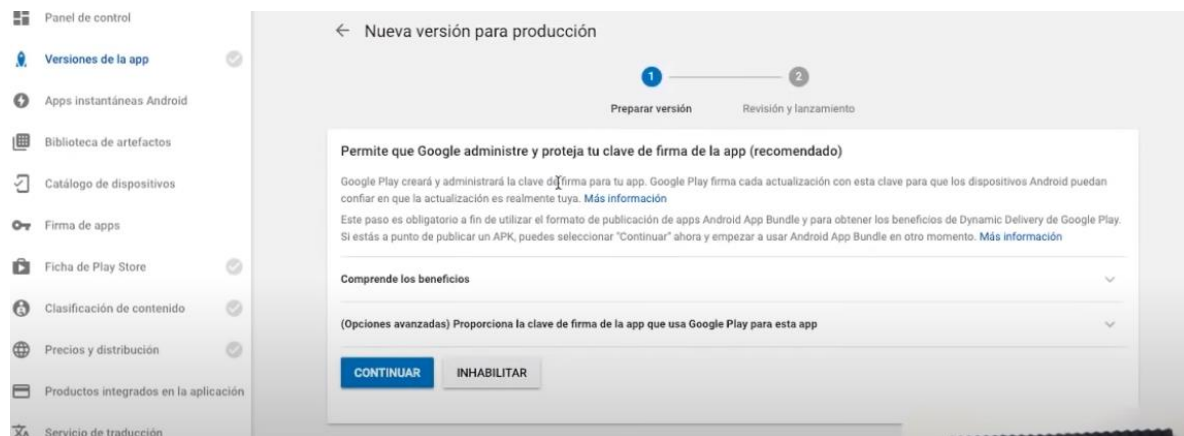 Panel de control
Versiones de la app
Apps instantáneas Android
Biblioteca de artefactos
Catálogo de dispositivos
Firma de apps
Ficha de Play Store
Clasificación de contenido
Precios y distribución
Productos integrados en la aplicación
Servicio de traducción
Nueva versión para producción
1
2
Preparar versión
Revisión y lanzamiento
Permite que Google administre y proteja tu clave de firma de la app (recomendado)
Google Play creará y administrará la clave de firma para tu app. Google Play firma cada actualización con esta clave para que los dispositivos Android puedan
confiar en que la actualización es realmente tuya. Más información
Este paso es obligatorio a fin de utilizar el formato de publicación de apps Android App Bundle y para obtener los beneficios de Dynamic Delivery de Google Play.
Si estás a punto de publicar un APK, puedes seleccionar "Continuar" ahora y empezar a usar Android App Bundle en otro momento. Más información
Comprende los beneficios
(Opciones avanzadas) Proporciona la clave de firma de la app que usa Google Play para esta app
CONTINUAR
INHABILITAR